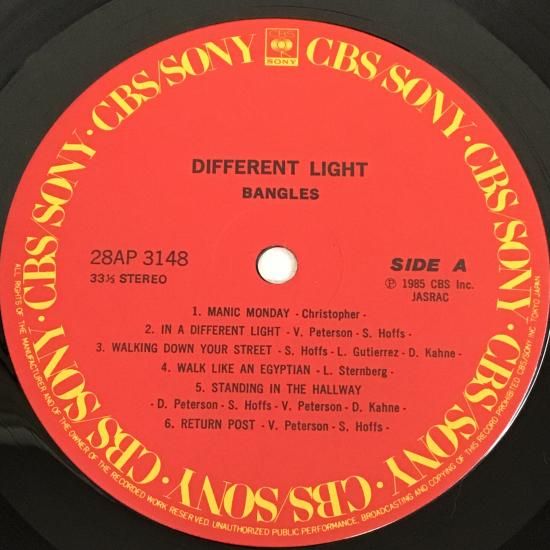 CBS
SONY
CBS/SONY · CBS/SONY · CBS/SONY · CBS/SONY · CBS/SONY · CBS/SONY · CBS/SONY
DIFFERENT LIGHT
BANGLES
28AP 3148
33⅓ STEREO
SIDE A
Ⓟ 1985 CBS Inc.
JASRAC
1. MANIC MONDAY - Christopher -
2. IN A DIFFERENT LIGHT - V. Peterson - S. Hoffs -
3. WALKING DOWN YOUR STREET - S. Hoffs - L. Gutierrez - D. Kahne -
4. WALK LIKE AN EGYPTIAN - L. Sternberg -
5. STANDING IN THE HALLWAY
- D. Peterson - S. Hoffs - V. Peterson - D. Kahne -
6. RETURN POST - V. Peterson - S. Hoffs -
ALL RIGHTS OF THE MANUFACTURER AND OF THE OWNER OF THE RECORDED WORK RESERVED. UNAUTHORIZED PUBLIC PERFORMANCE, BROADCASTING AND COPYING OF THIS RECORD PROHIBITED CBS/SONY INC. TOKYO JAPAN